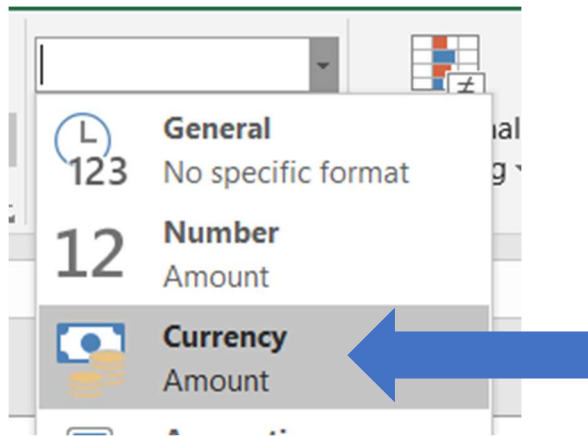 General
123
No specific format
Number
12
Amount
Currency
Amount